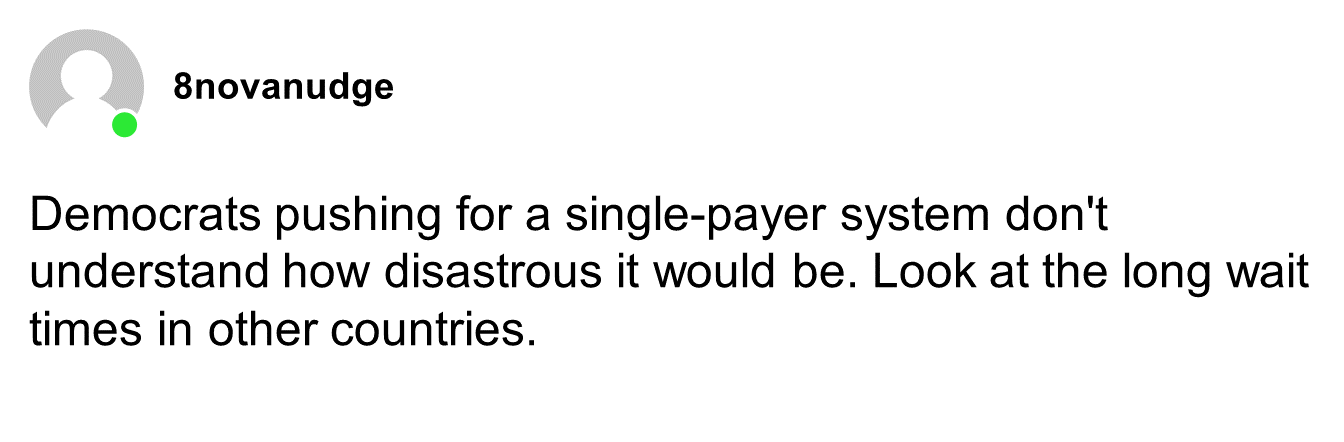 8novanudge
Democrats pushing for a single-payer system don't
understand how disastrous it would be. Look at the long wait
times in other countries.